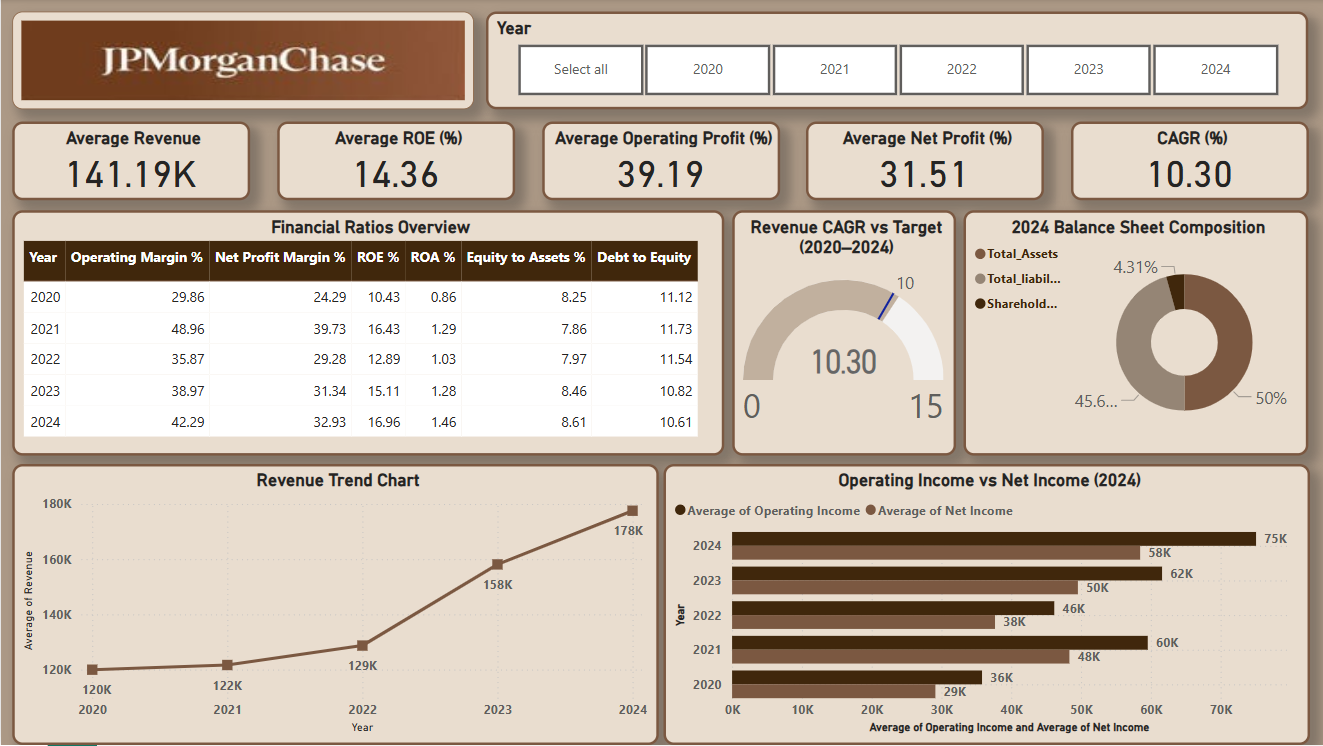 JPMorganChase
Year
Select all 2020 2021 2022 2023 2024
Average Revenue
141.19K
Average ROE (%)
14.36
Average Operating Profit (%)
39.19
Average Net Profit (%)
31.51
CAGR (%)
10.30
Financial Ratios Overview
Year Operating Margin % Net Profit Margin % ROE % ROA % Equity to Assets % Debt to Equity
2020 29.86 24.29 10.43 0.86 8.25 11.12
2021 48.96 39.73 16.43 1.29 7.86 11.73
2022 35.87 29.28 12.89 1.03 7.97 11.54
2023 38.97 31.34 15.11 1.28 8.46 10.82
2024 42.29 32.93 16.96 1.46 8.61 10.61
Revenue CAGR vs Target
(2020–2024)
10
10.30
0 15
2024 Balance Sheet Composition
Total_Assets
Total_liabil...
Sharehold...
4.31%
45.6...
50%
Revenue Trend Chart
Average of Revenue
180K
160K
140K
120K
120K
122K
129K
158K
178K
2020 2021 2022 2023 2024
Year
Operating Income vs Net Income (2024)
Average of Operating Income Average of Net Income
Year
2024 75K
58K
2023 62K
50K
2022 46K
38K
2021 60K
48K
2020 36K
29K
0K 10K 20K 30K 40K 50K 60K 70K
Average of Operating Income and Average of Net Income